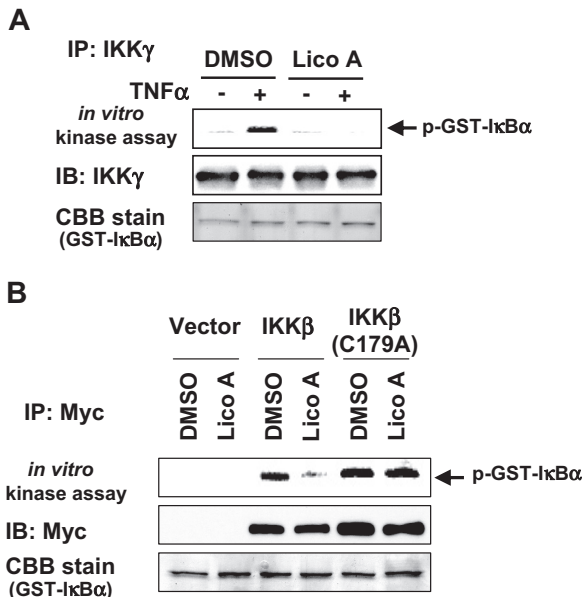 A
IP: IKKγ
DMSO Lico A
TNFα - + - +
in vitro
kinase assay
p-GST-IκBα
IB: IKKγ
CBB stain
(GST-IκBα)
B
Vector IKKβ IKKβ
(C179A)
IP: Myc
DMSO Lico A DMSO Lico A DMSO Lico A
in vitro
kinase assay
p-GST-IκBα
IB: Myc
CBB stain
(GST-IκBα)